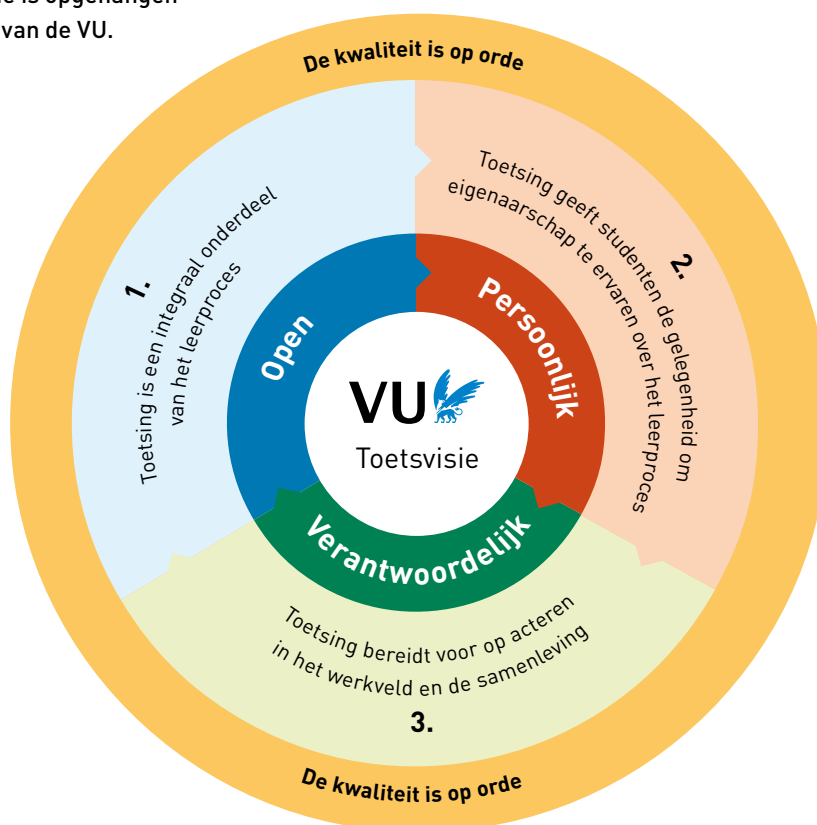 is opgehangen
van de VU.
De kwaliteit is op orde
1.
Toetsing is een integraal onderdeel
van het leerproces
2.
Toetsing geeft studenten de gelegenheid om
eigenaarschap te ervaren over het leerproces
Open
Persoonlijk
VU
Toetsvisie
Verantwoordelijk
Toetsing bereidt voor op acteren
in het werkveld en de samenleving
3.
De kwaliteit is op orde